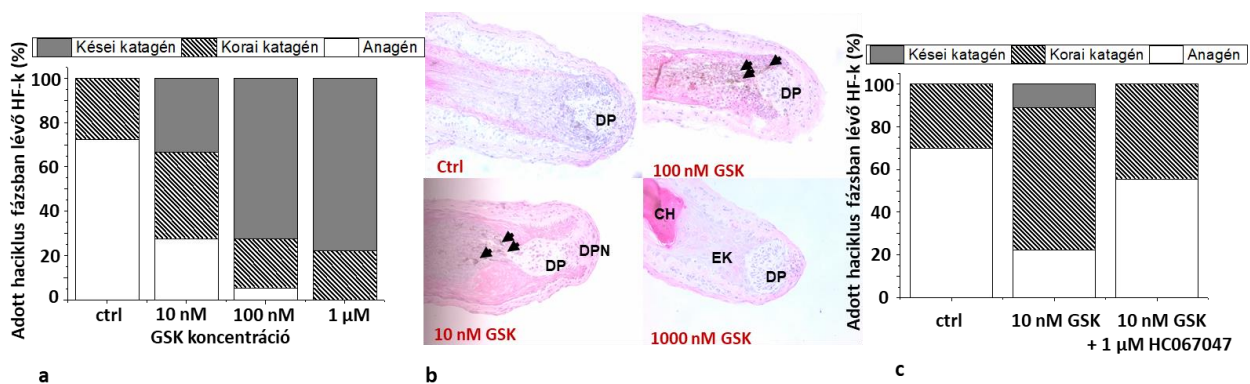 Adott haciklus fázsban lévő HF-k (%)
Kései katagén Korai katagén Anagén
100
80
60
40
20
0
ctrl 10 nM 100 nM 1 µM
GSK koncentráció
a
DP
Ctrl
DP
100 nM GSK
DPN
DP
10 nM GSK
CH
EK
DP
1000 nM GSK
b
Adott haciklus fázsban lévő HF-k (%)
Kései katagén Korai katagén Anagén
100
80
60
40
20
0
ctrl 10 nM GSK 10 nM GSK
+ 1 µM HC067047
c